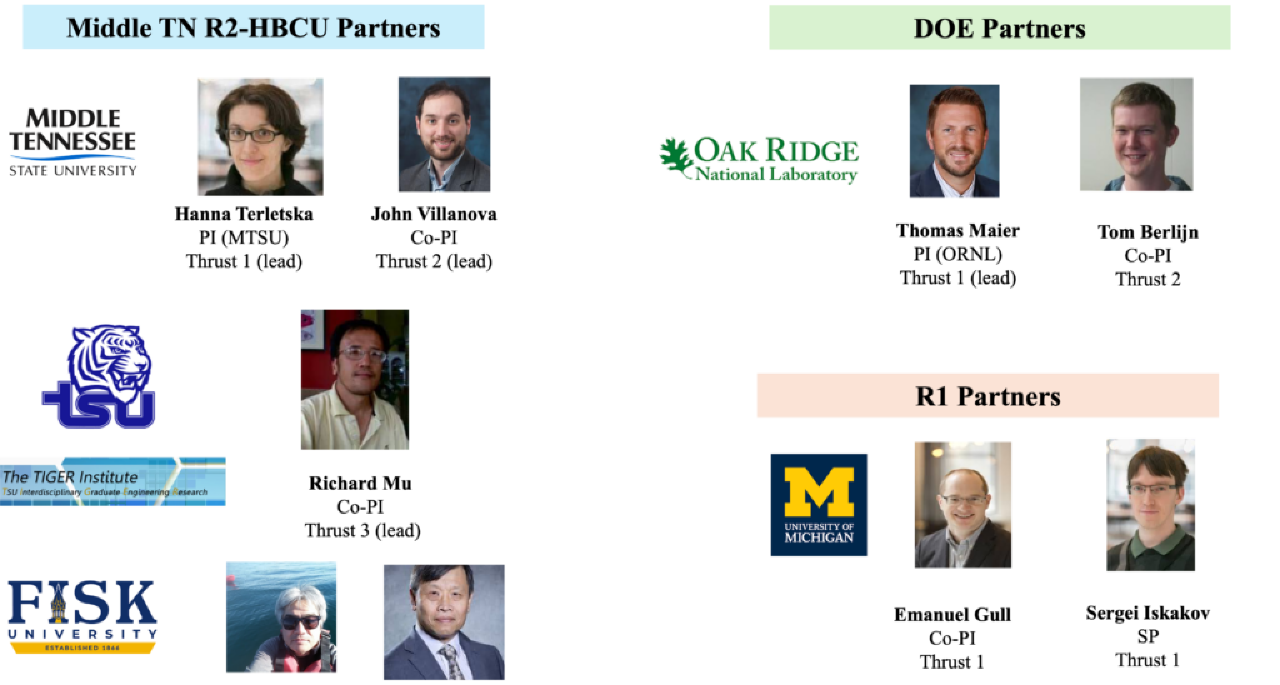 Middle TN R2-HBCU Partners
MIDDLE
TENNESSEE
STATE UNIVERSITY
Hanna Terletska
PI (MTSU)
Thrust 1 (lead)
John Villanova
Co-PI
Thrust 2 (lead)
tsu
The TIGER Institute
TSU Interdisciplinary Graduate Engineering Research
Richard Mu
Co-PI
Thrust 3 (lead)
FISK
UNIVERSITY
ESTABLISHED 1866
DOE Partners
OAK RIDGE
National Laboratory
Thomas Maier
PI (ORNL)
Thrust 1 (lead)
Tom Berlijn
Co-PI
Thrust 2
R1 Partners
M
UNIVERSITY OF
MICHIGAN
Emanuel Gull
Co-PI
Thrust 1
Sergei Iskakov
SP
Thrust 1